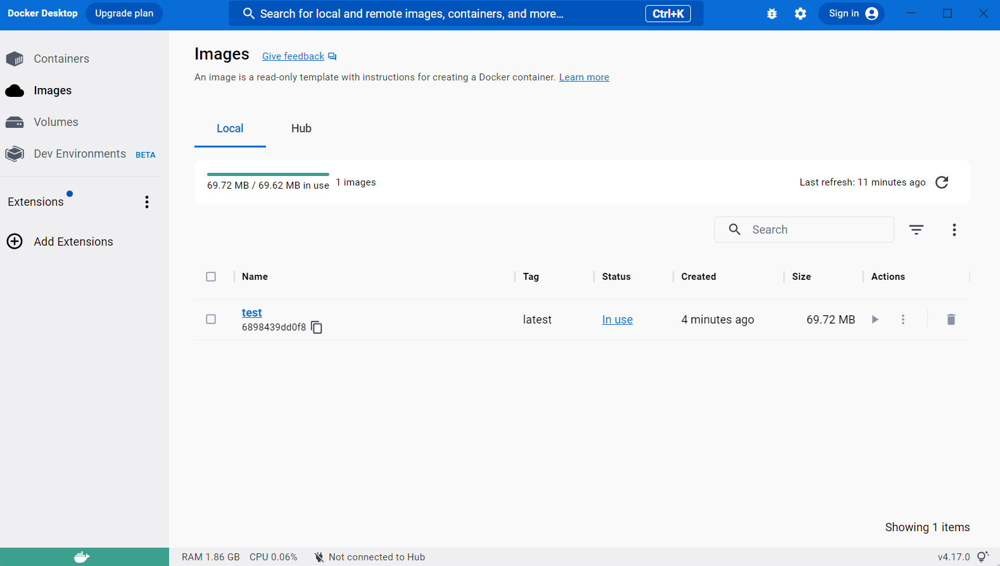 Docker Desktop Upgrade plan Search for local and remote images, containers, and more... Ctrl+K Sign in
Containers
Images
Volumes
Dev Environments BETA
Extensions
Add Extensions
Images Give feedback
An image is a read-only template with instructions for creating a Docker container. Learn more
Local Hub
69.72 MB / 69.62 MB in use 1 images Last refresh: 11 minutes ago
Search
Name Tag Status Created Size Actions
test latest In use 4 minutes ago 69.72 MB
6898439dd0f8
Showing 1 items
RAM 1.86 GB CPU 0.06% Not connected to Hub v4.17.0